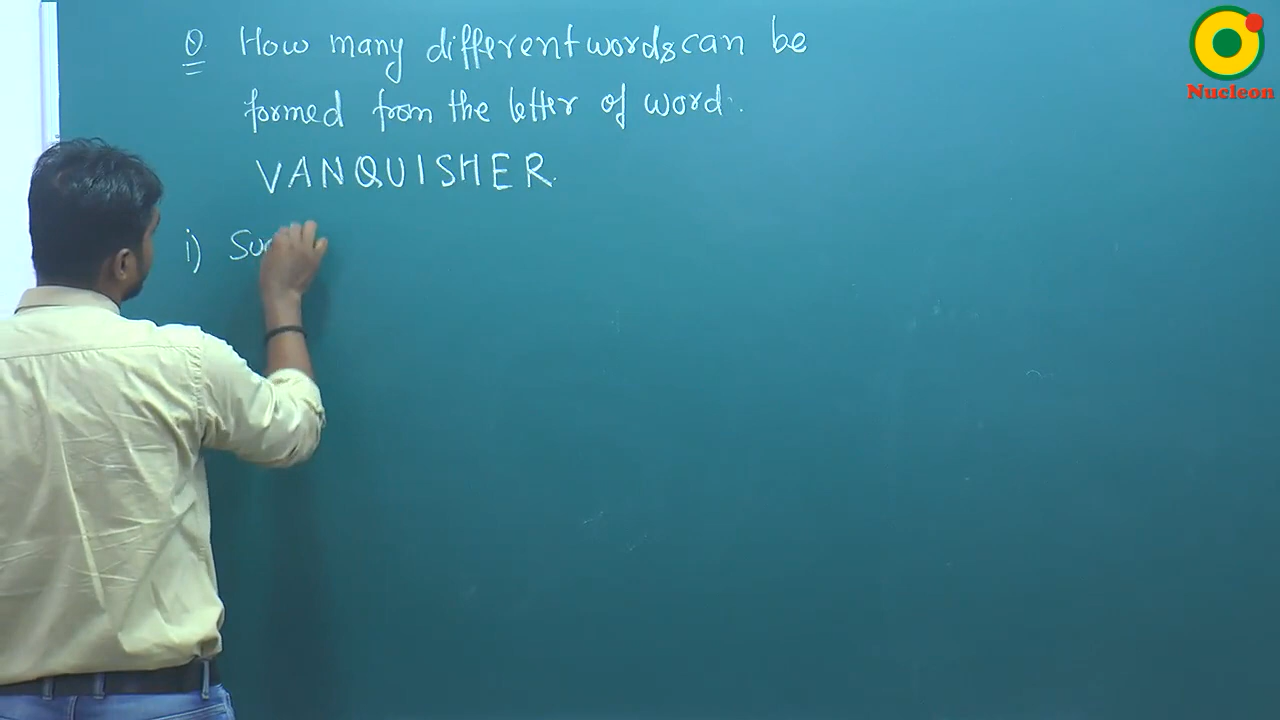 Q. How many different words can be
formed from the letter of word.
VANQUISHER.
i)
Nucleon